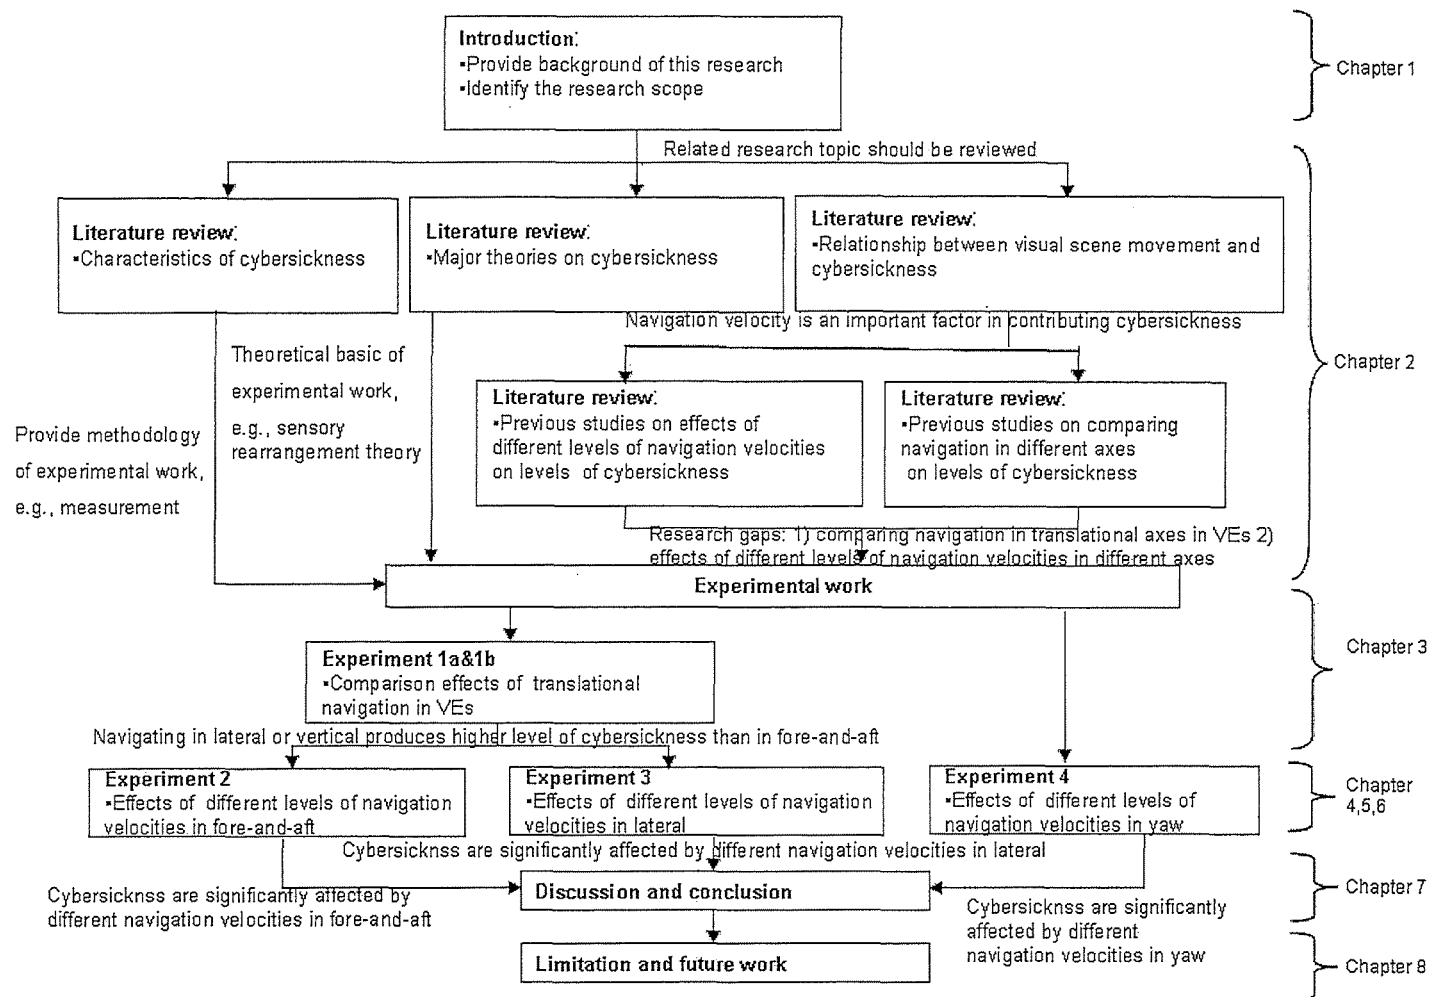 Introduction:
▪Provide background of this research
▪Identify the research scope
Chapter 1
Related research topic should be reviewed
Literature review:
▪Characteristics of cybersickness
Literature review:
▪Major theories on cybersickness
Literature review:
▪Relationship between visual scene movement and
cybersickness
Navigation velocity is an important factor in contributing cybersickness
Chapter 2
Theoretical basic of
experimental work,
e.g., sensory
rearrangement theory
Provide methodology
of experimental work,
e.g., measurement
Literature review:
▪Previous studies on effects of
different levels of navigation velocities
on levels of cybersickness
Literature review:
▪Previous studies on comparing
navigation in different axes
on levels of cybersickness
Research gaps: 1) comparing navigation in translational axes in VEs 2)
effects of different levels of navigation velocities in different axes
Experimental work
Experiment 1a&1b
▪Comparison effects of translational
navigation in VEs
Chapter 3
Navigating in lateral or vertical produces higher level of cybersickness than in fore-and-aft
Experiment 2
▪Effects of different levels of navigation
velocities in fore-and-aft
Experiment 3
▪Effects of different levels of navigation
velocities in lateral
Experiment 4
▪Effects of different levels of
navigation velocities in yaw
Chapter
4,5,6
Cybersicknss are significantly affected by different navigation velocities in lateral
Cybersicknss are significantly affected by
different navigation velocities in fore-and-aft
Discussion and conclusion
Chapter 7
Cybersicknss are significantly
affected by different
navigation velocities in yaw
Limitation and future work
Chapter 8